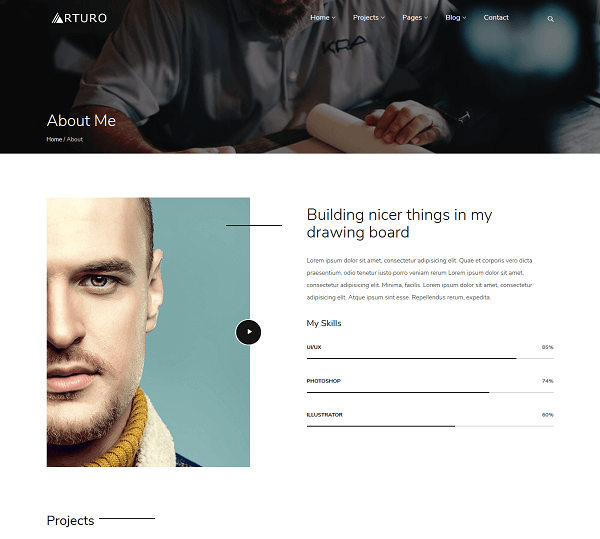 ARTURO
Home Projects Pages Blog Contact
KRA
About Me
Home / About
Building nicer things in my
drawing board
Lorem ipsum dolor sit amet, consectetur adipisicing elit. Quae et corporis vero dicta
praesentium, odio tenetur iusto porro veniam rerum Lorem ipsum dolor sit amet,
consectetur adipisicing elit. Minima, facilis. Lorem ipsum dolor sit amet, consectetur
adipisicing elit. Atque ipsum sint esse. Repellendus rerum, expedita.
My Skills
UI/UX 85%
PHOTOSHOP 74%
ILLUSTRATOR 60%
Projects